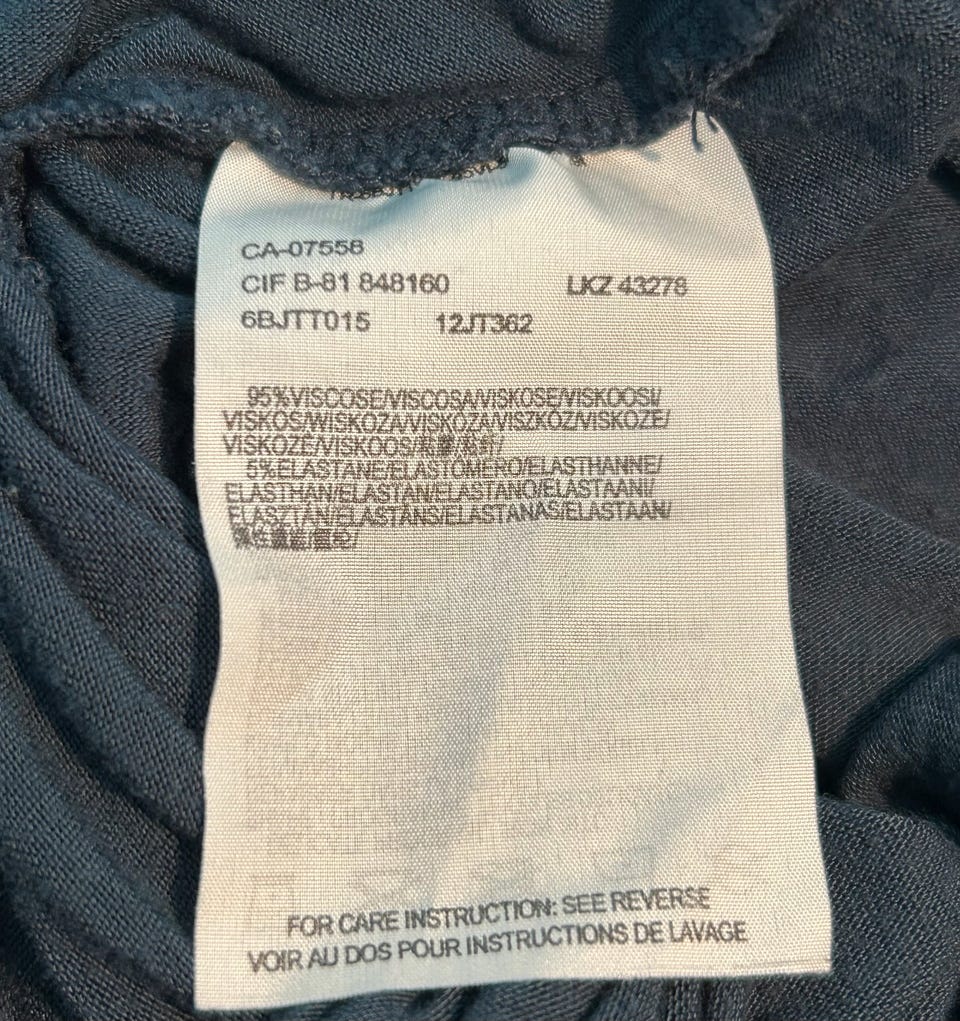 CA-07558
CIF B-81 848160 LKZ 43278
6BJTT015 12JT362
95%VISCOSE/VISCOSA/VISKOSE/VISKOOSI/
VISKOS/WISKOZA/VISKOZA/VISZKÓZ/VISKOZE/
VISKOZĖ/VISKOOS/
5%ELASTANE/ELASTÓMERO/ELASTHANNE/
ELASTHAN/ELASTAN/ELASTANO/ELASTAANI/
ELASZTÁN/ELASTĀNS/ELASTANAS/ELASTAAN/
FOR CARE INSTRUCTION: SEE REVERSE
VOIR AU DOS POUR INSTRUCTIONS DE LAVAGE